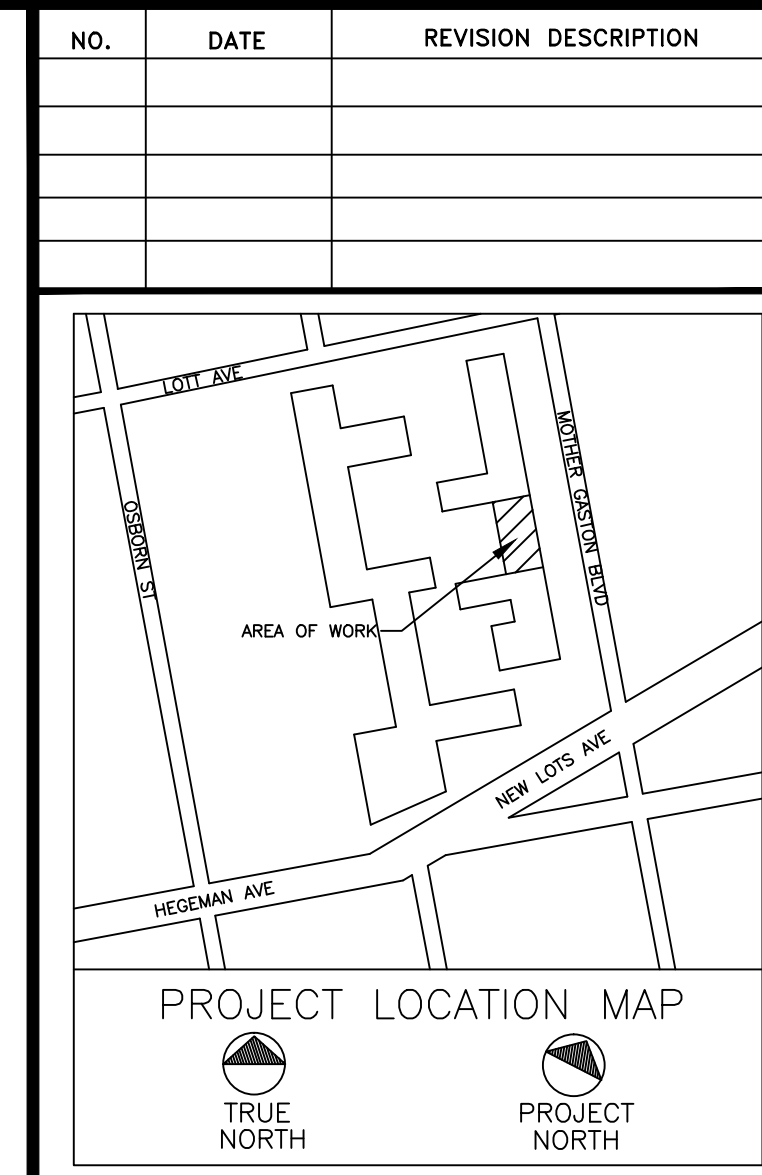 NO. DATE REVISION DESCRIPTION
LOTT AVE
OSBORN ST
MOTHER GASTON BLVD
AREA OF WORK
NEW LOTS AVE
HEGEMAN AVE
PROJECT LOCATION MAP
TRUE
NORTH
PROJECT
NORTH